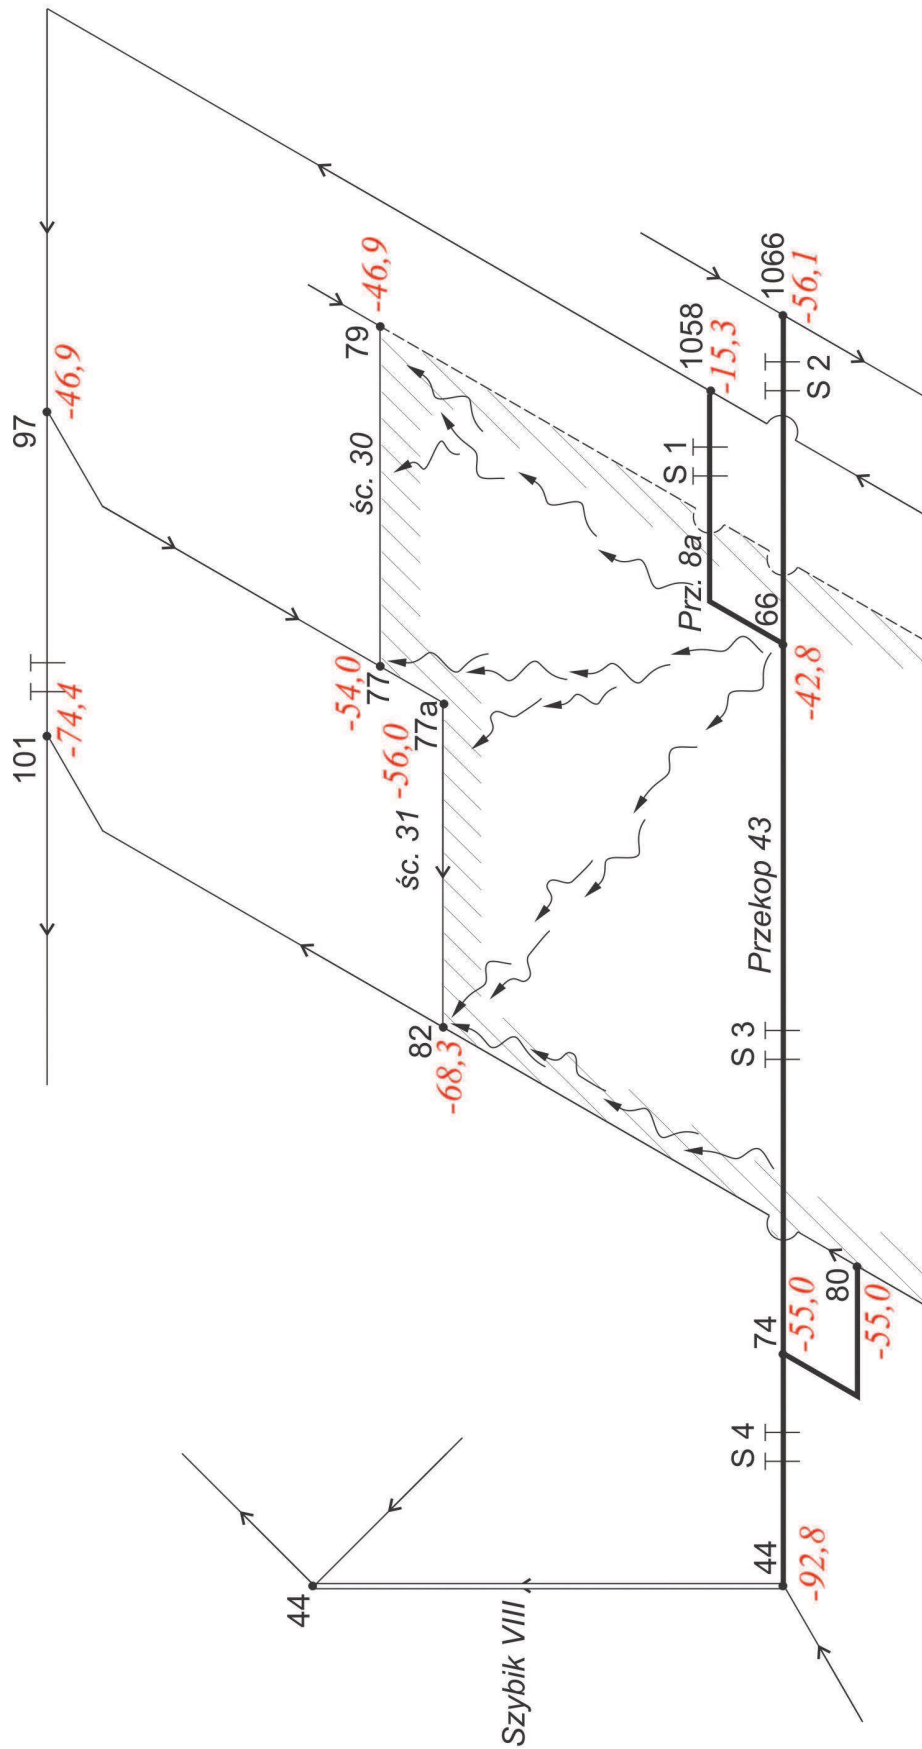 101
-74,4
97
-46,9
82
-68,3
śc. 31
77a
-56,0
77
-54,0
śc. 30
79
-46,9
44
Szybik VIII
44
-92,8
S 4
74
-55,0
80
-55,0
S 3
Przekop 43
66
-42,8
Prz. 8a
S 1
1058
-15,3
S 2
1066
-56,1